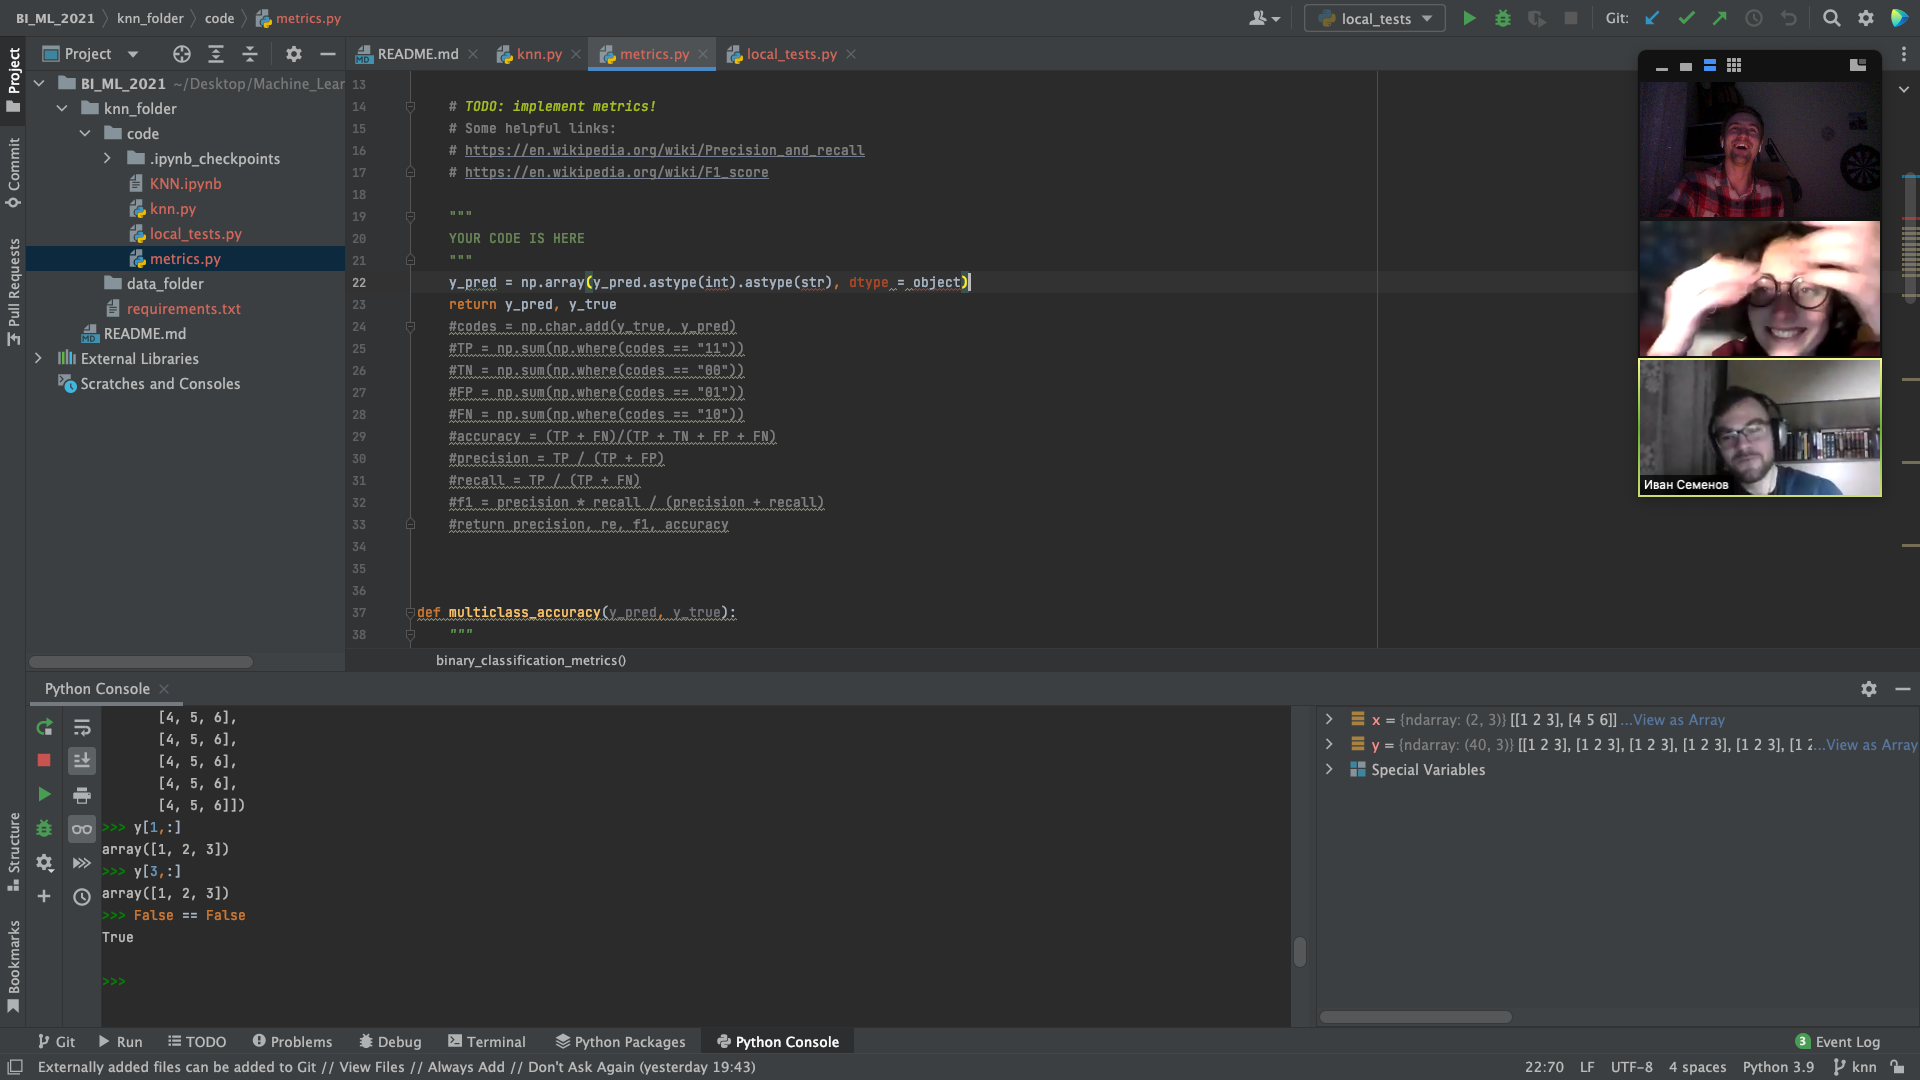 BI_ML_2021 knn_folder code metrics.py
local_tests
Git:
Project
README.md knn.py metrics.py local_tests.py
Project
Commit
Pull Requests
Structure
Bookmarks
BI_ML_2021 ~/Desktop/Machine_Lear
knn_folder
code
.ipynb_checkpoints
KNN.ipynb
knn.py
local_tests.py
metrics.py
data_folder
requirements.txt
README.md
External Libraries
Scratches and Consoles
13
14 # TODO: implement metrics!
15 # Some helpful links:
16 # https://en.wikipedia.org/wiki/Precision_and_recall
17 # https://en.wikipedia.org/wiki/F1_score
18
19 """
20 YOUR CODE IS HERE
21 """
22 y_pred = np.array(y_pred.astype(int).astype(str), dtype = object)
23 return y_pred, y_true
24 #codes = np.char.add(y_true, y_pred)
25 #TP = np.sum(np.where(codes == "11"))
26 #TN = np.sum(np.where(codes == "00"))
27 #FP = np.sum(np.where(codes == "01"))
28 #FN = np.sum(np.where(codes == "10"))
29 #accuracy = (TP + FN)/(TP + TN + FP + FN)
30 #precision = TP / (TP + FP)
31 #recall = TP / (TP + FN)
32 #f1 = precision * recall / (precision + recall)
33 #return precision, re, f1, accuracy
34
35
36
37 def multiclass_accuracy(y_pred, y_true):
38 """
binary_classification_metrics()
Иван Семенов
Python Console
[4, 5, 6],
[4, 5, 6],
[4, 5, 6],
[4, 5, 6],
[4, 5, 6]])
>>> y[1,:]
array([1, 2, 3])
>>> y[3,:]
array([1, 2, 3])
>>> False == False
True
>>>
x = {ndarray: (2, 3)} [[1 2 3], [4 5 6]] ...View as Array
y = {ndarray: (40, 3)} [[1 2 3], [1 2 3], [1 2 3], [1 2 3], [1 2 3], [1 2...View as Array
Special Variables
Git Run TODO Problems Debug Terminal Python Packages Python Console 3 Event Log
Externally added files can be added to Git // View Files // Always Add // Don't Ask Again (yesterday 19:43) 22:70 LF UTF-8 4 spaces Python 3.9 knn